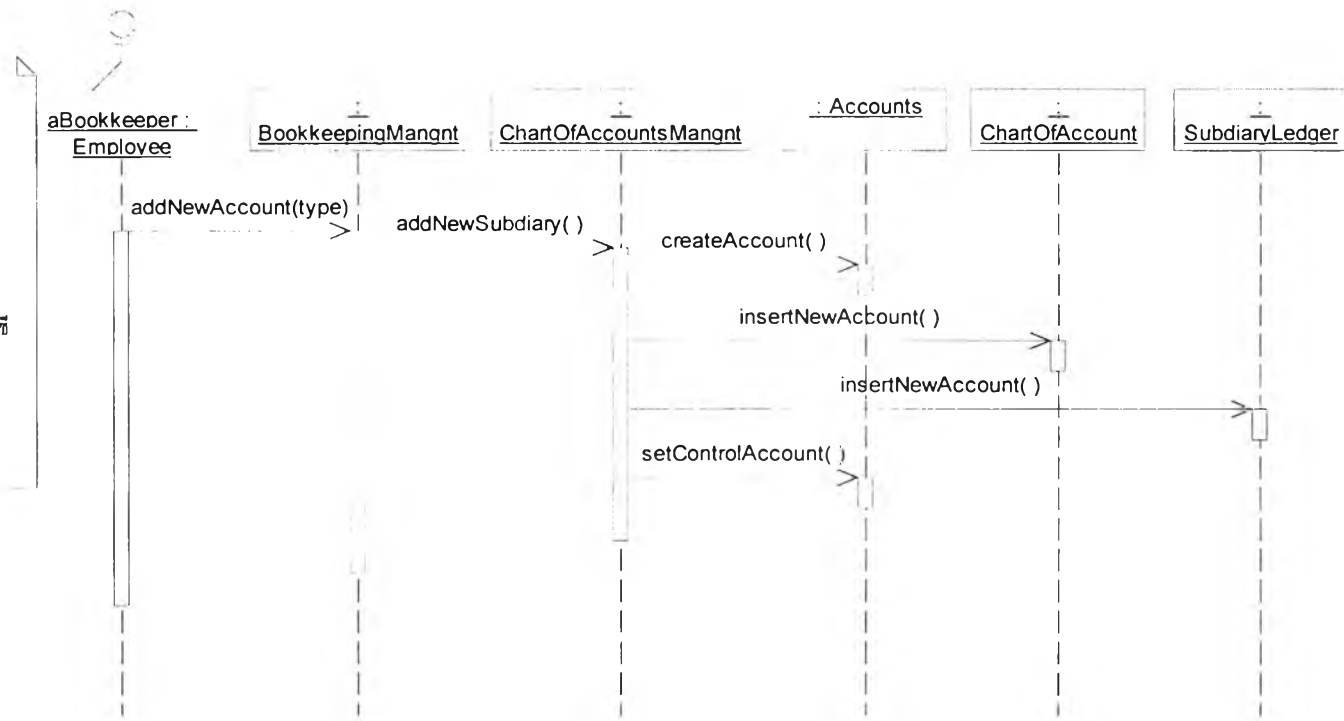 aBookkeeper :
Employee
:
BookkeepingMangnt
:
ChartOfAccountsMangnt
: Accounts
:
ChartOfAccount
:
SubdiaryLedger
addNewAccount(type)
addNewSubdiary( )
createAccount( )
insertNewAccount( )
insertNewAccount( )
setControlAccount( )